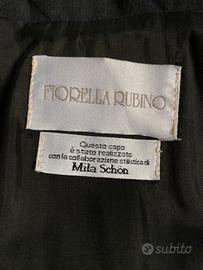 FIORELLA RUBINO
Questo capo
è stato realizzato
con la collaborazione stilistica di
Mila Schön
subito